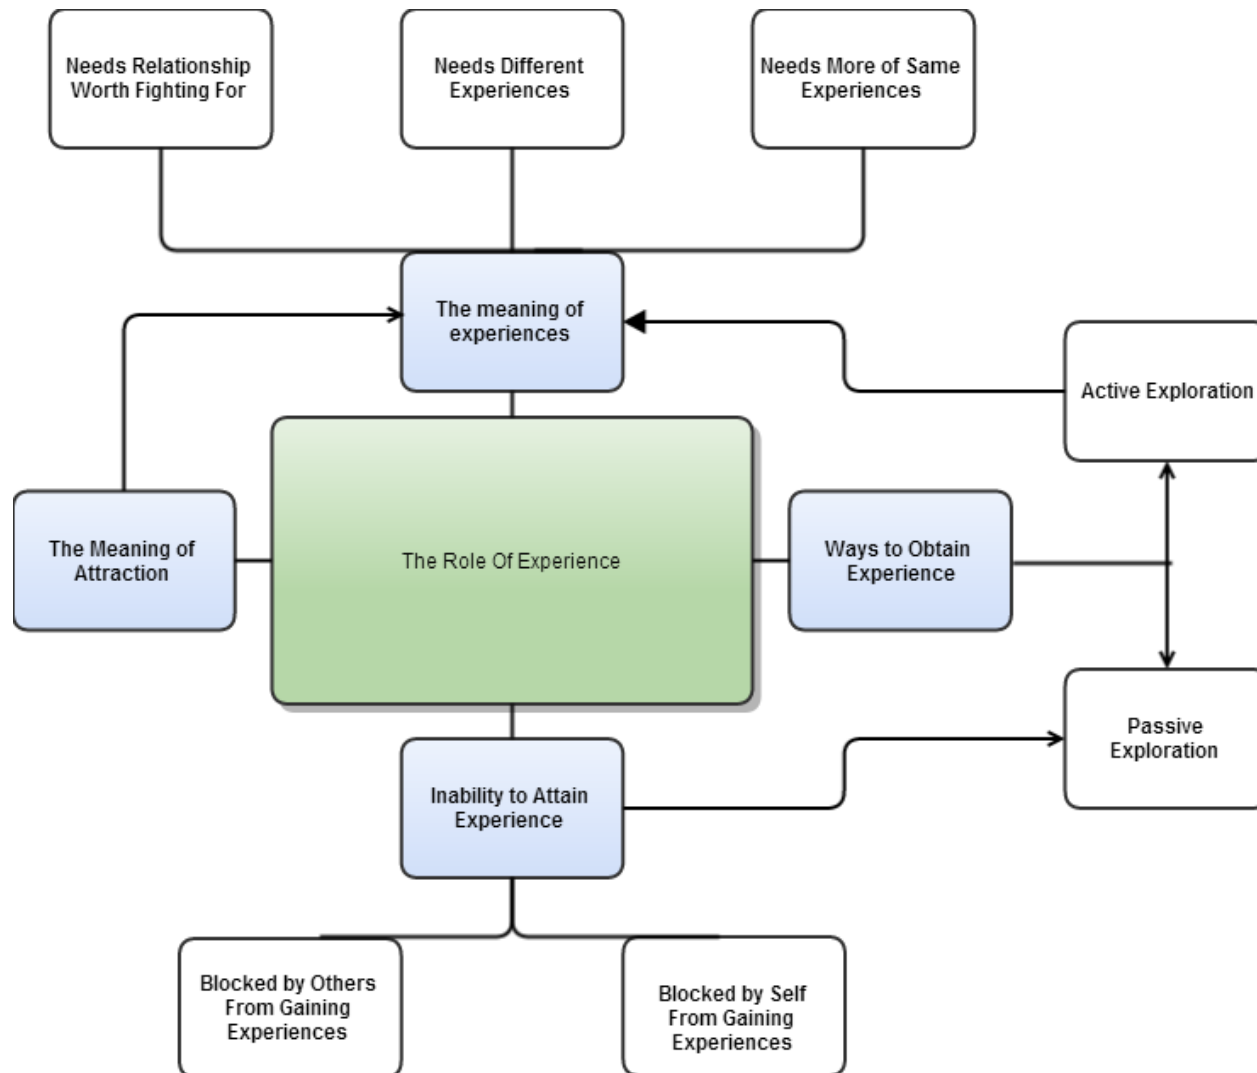 Needs Relationship
Worth Fighting For
Needs Different
Experiences
Needs More of Same
Experiences
The meaning of
experiences
Active Exploration
The Meaning of
Attraction
The Role Of Experience
Ways to Obtain
Experience
Passive
Exploration
Inability to Attain
Experience
Blocked by Others
From Gaining
Experiences
Blocked by Self
From Gaining
Experiences